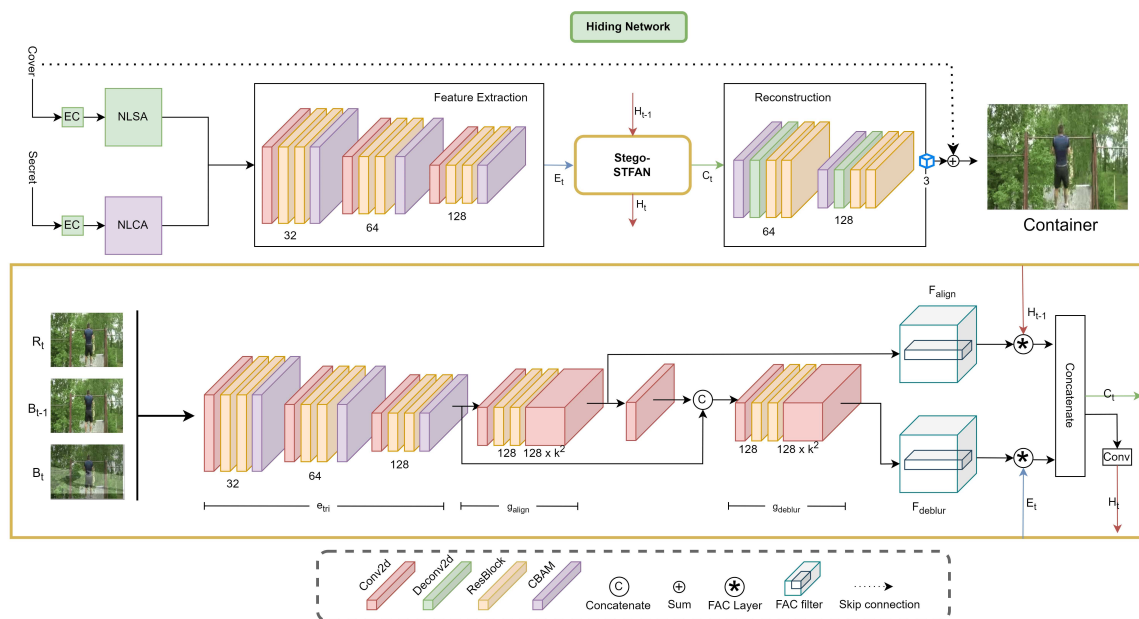 Hiding Network
Cover
EC
NLSA
Secret
EC
NLCA
Feature Extraction
32
64
128
E_t
H_{t-1}
Stego-
STFAN
H_t
C_t
Reconstruction
64
128
3
Container
R_t
B_{t-1}
B_t
32
64
128
e_{tri}
128 128 x k²
g_{align}
C
128 128 x k²
g_{deblur}
F_{align}
F_{deblur}
H_{t-1}
E_t
Concatenate
C_t
Conv
H_t
Conv2d
Deconv2d
ResBlock
CBAM
C
Concatenate
Sum
FAC Layer
FAC filter
Skip connection